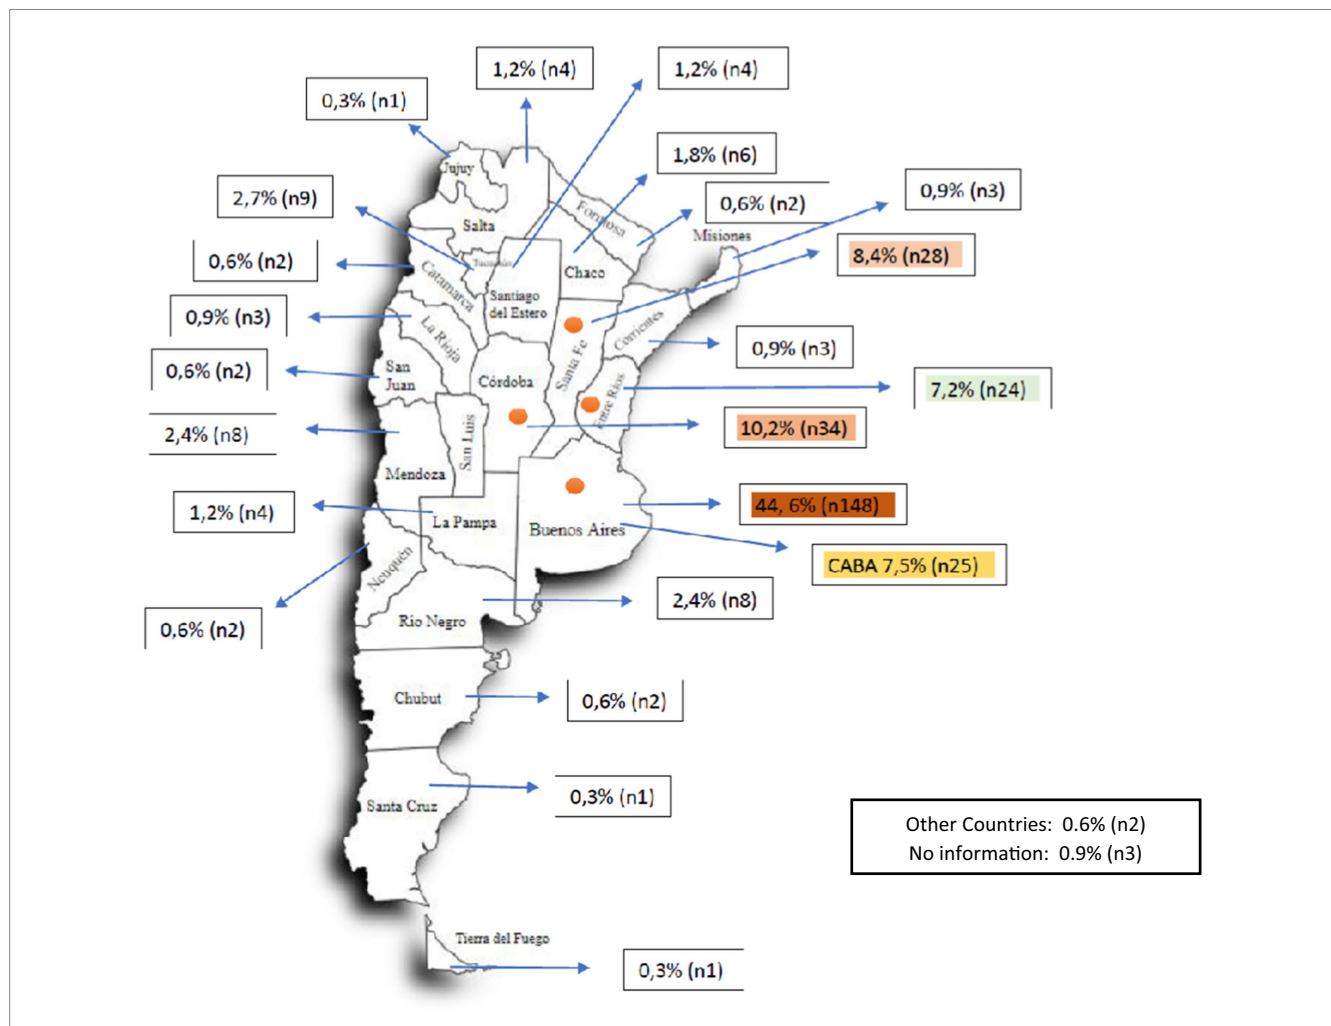 1,2% (n4)
1,2% (n4)
0,3% (n1)
1,8% (n6)
Jujuy
2,7% (n9)
0,6% (n2)
0,9% (n3)
Formosa
Salta
Misiones
8,4% (n28)
0,6% (n2)
Tucumán
Chaco
Catamarca
Santiago
del Estero
0,9% (n3)
La Rioja
Corrientes
0,9% (n3)
Santa Fe
0,6% (n2)
San
Juan
Córdoba
7,2% (n24)
Entre Ríos
2,4% (n8)
10,2% (n34)
San Luis
Mendoza
1,2% (n4)
44, 6% (n148)
La Pampa
Buenos Aires
CABA 7,5% (n25)
Neuquén
2,4% (n8)
0,6% (n2)
Rio Negro
Chubut
0,6% (n2)
0,3% (n1)
Santa Cruz
Other Countries: 0.6% (n2)
No information: 0.9% (n3)
Tierra del Fuego
0,3% (n1)